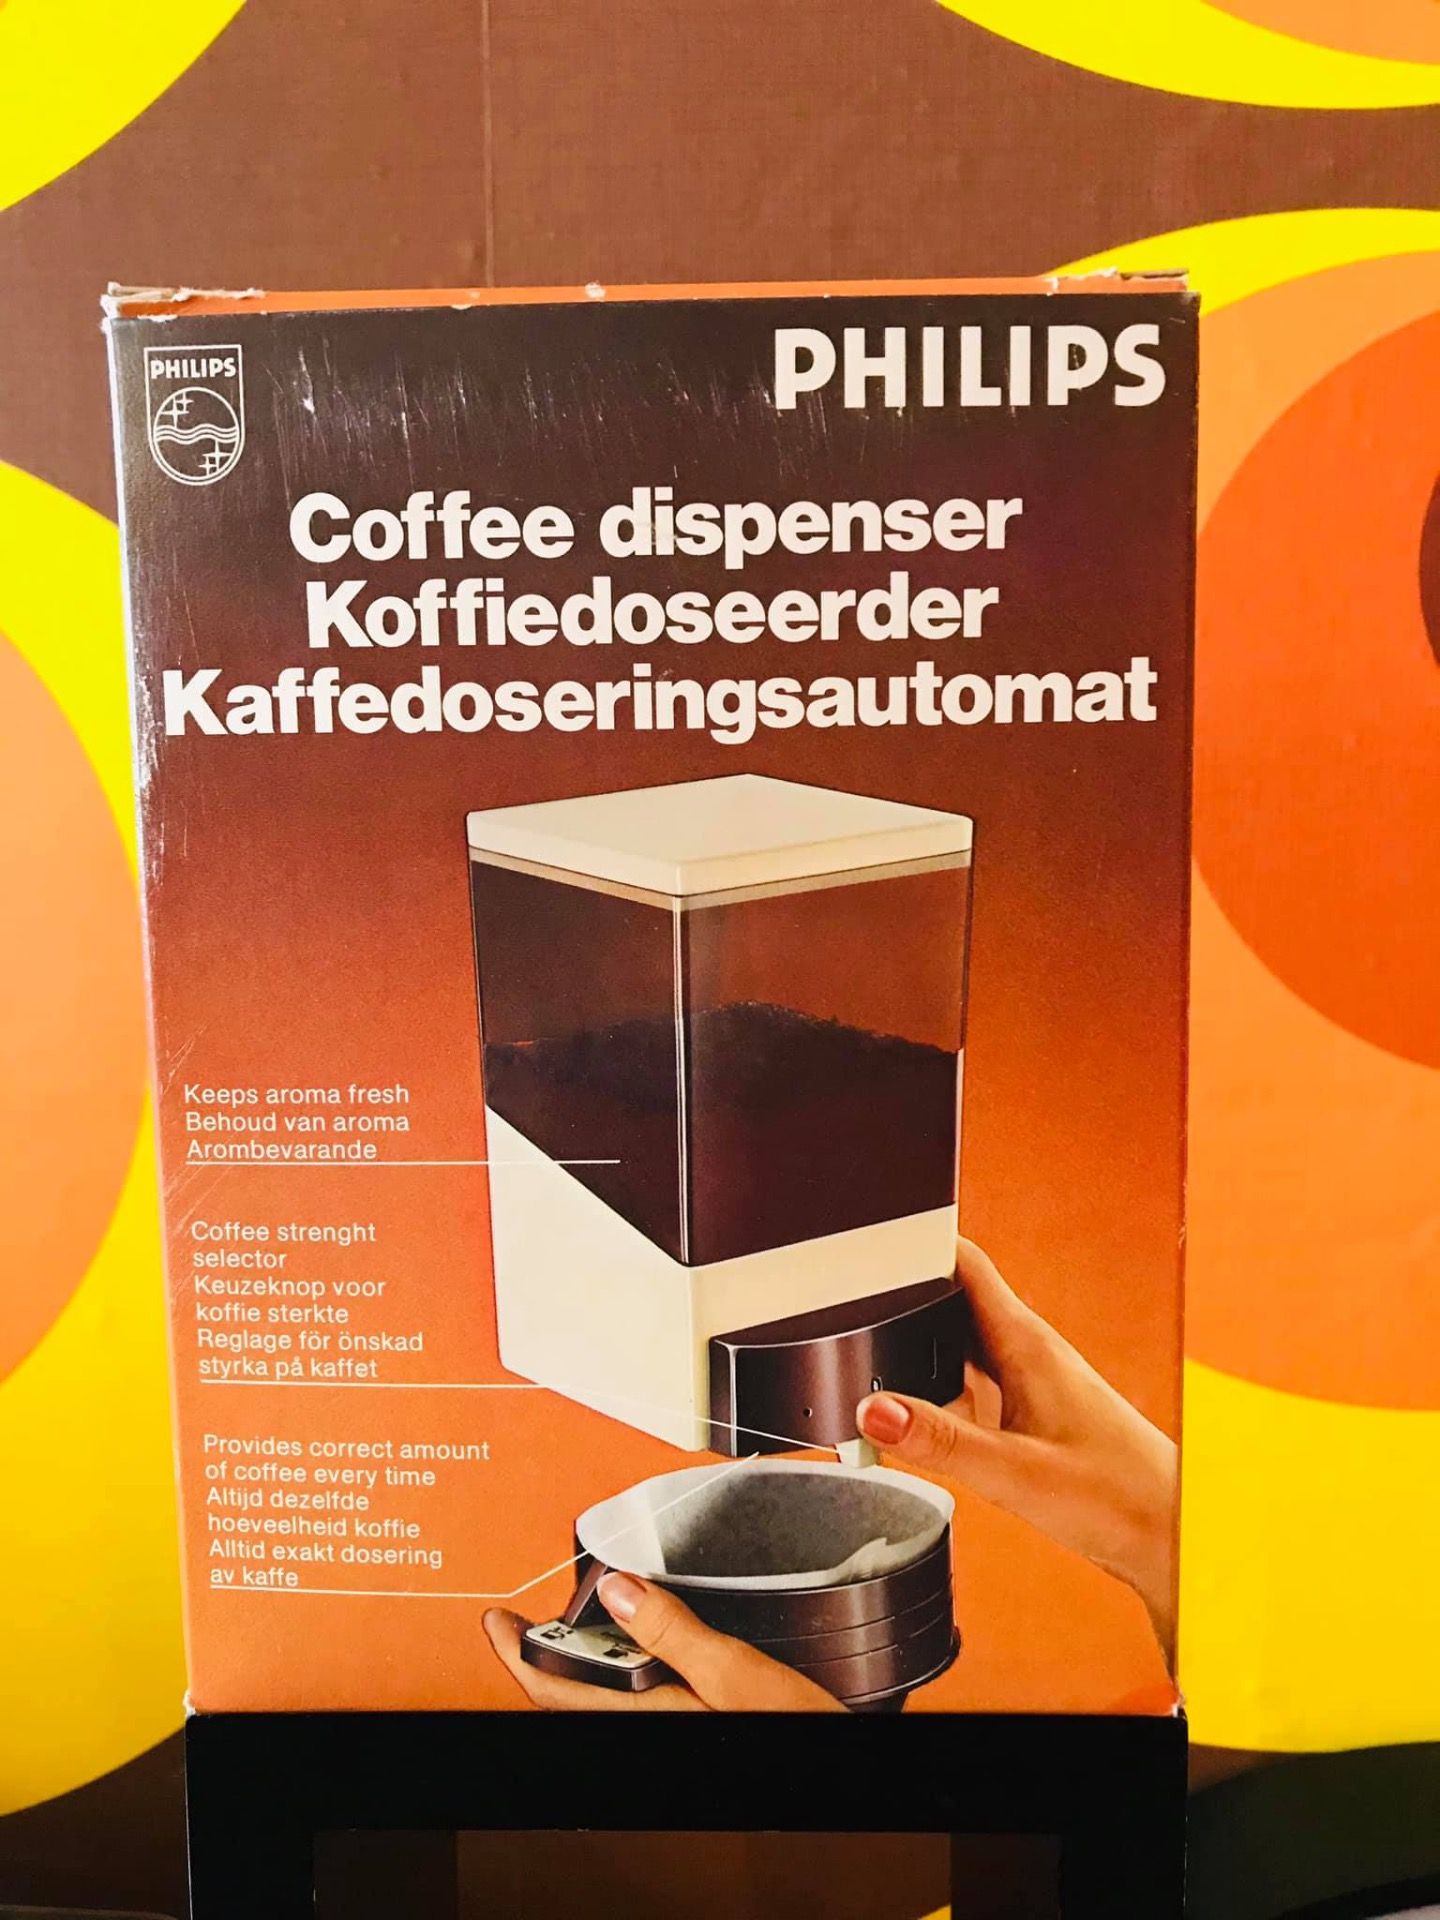 PHILIPS
PHILIPS
Coffee dispenser
Koffiedoseerder
Kaffedoseringsautomat
Keeps aroma fresh
Behoud van aroma
Arombevarande
Coffee strenght
selector
Keuzeknop voor
koffie sterkte
Reglage för önskad
styrka på kaffet
Provides correct amount
of coffee every time
Altijd dezelfde
hoeveelheid koffie
Alltid exakt dosering
av kaffe